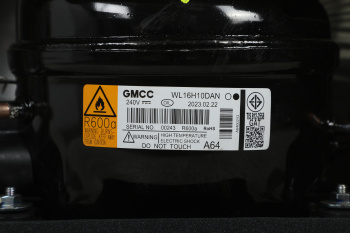 GMCC WL16H10DAN
240V OIL 2023.02.22
SERIAL NO. 00243 R600a RoHS
WARNING HIGH TEMPERATURE
ELECTRIC SHOCK
DO NOT TOUCH A64
R600a